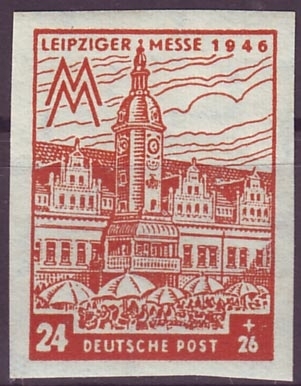 LEIPZIGER MESSE 1946
MM
24 + 26
DEUTSCHE POST